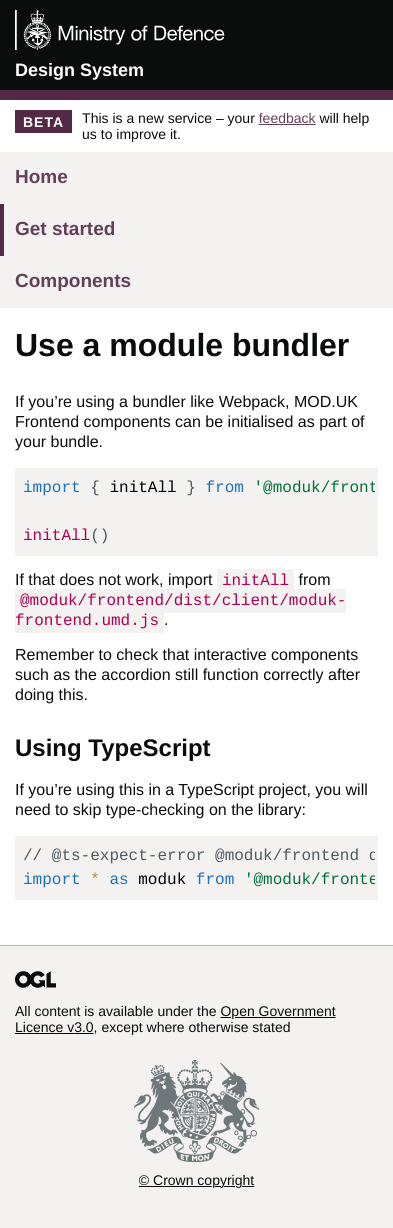 Ministry of Defence
Design System
BETA
This is a new service – your feedback will help
us to improve it.
Home
Get started
Components
Use a module bundler
If you’re using a bundler like Webpack, MOD.UK
Frontend components can be initialised as part of
your bundle.
import { initAll } from '@moduk/front
initAll()
If that does not work, import initAll from
@moduk/frontend/dist/client/moduk-
frontend.umd.js.
Remember to check that interactive components
such as the accordion still function correctly after
doing this.
Using TypeScript
If you’re using this in a TypeScript project, you will
need to skip type-checking on the library:
// @ts-expect-error @moduk/frontend
import * as moduk from '@moduk/fronte
OGL
All content is available under the Open Government
Licence v3.0, except where otherwise stated
DIEU ET MON DROIT
© Crown copyright